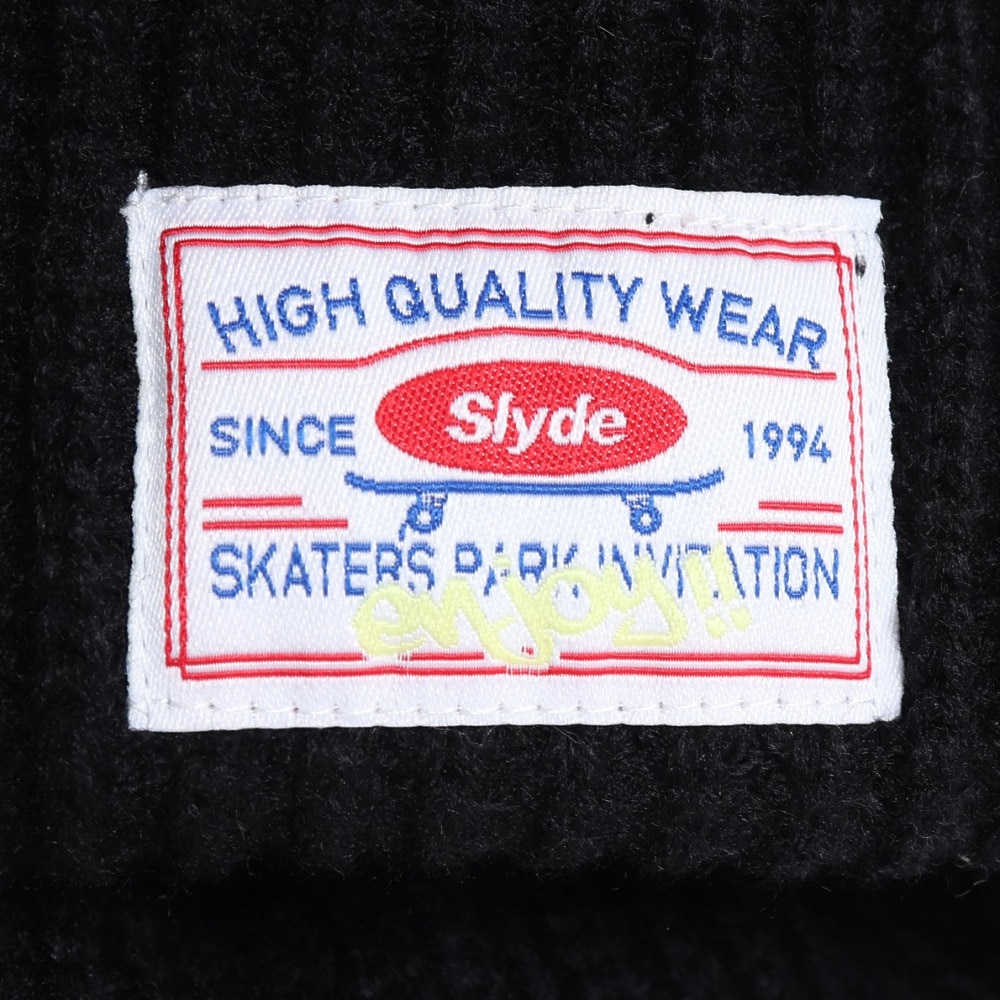 HIGH QUALITY WEAR
Slyde
SINCE 1994
SKATERS PARK INVITATION
enjoy!!